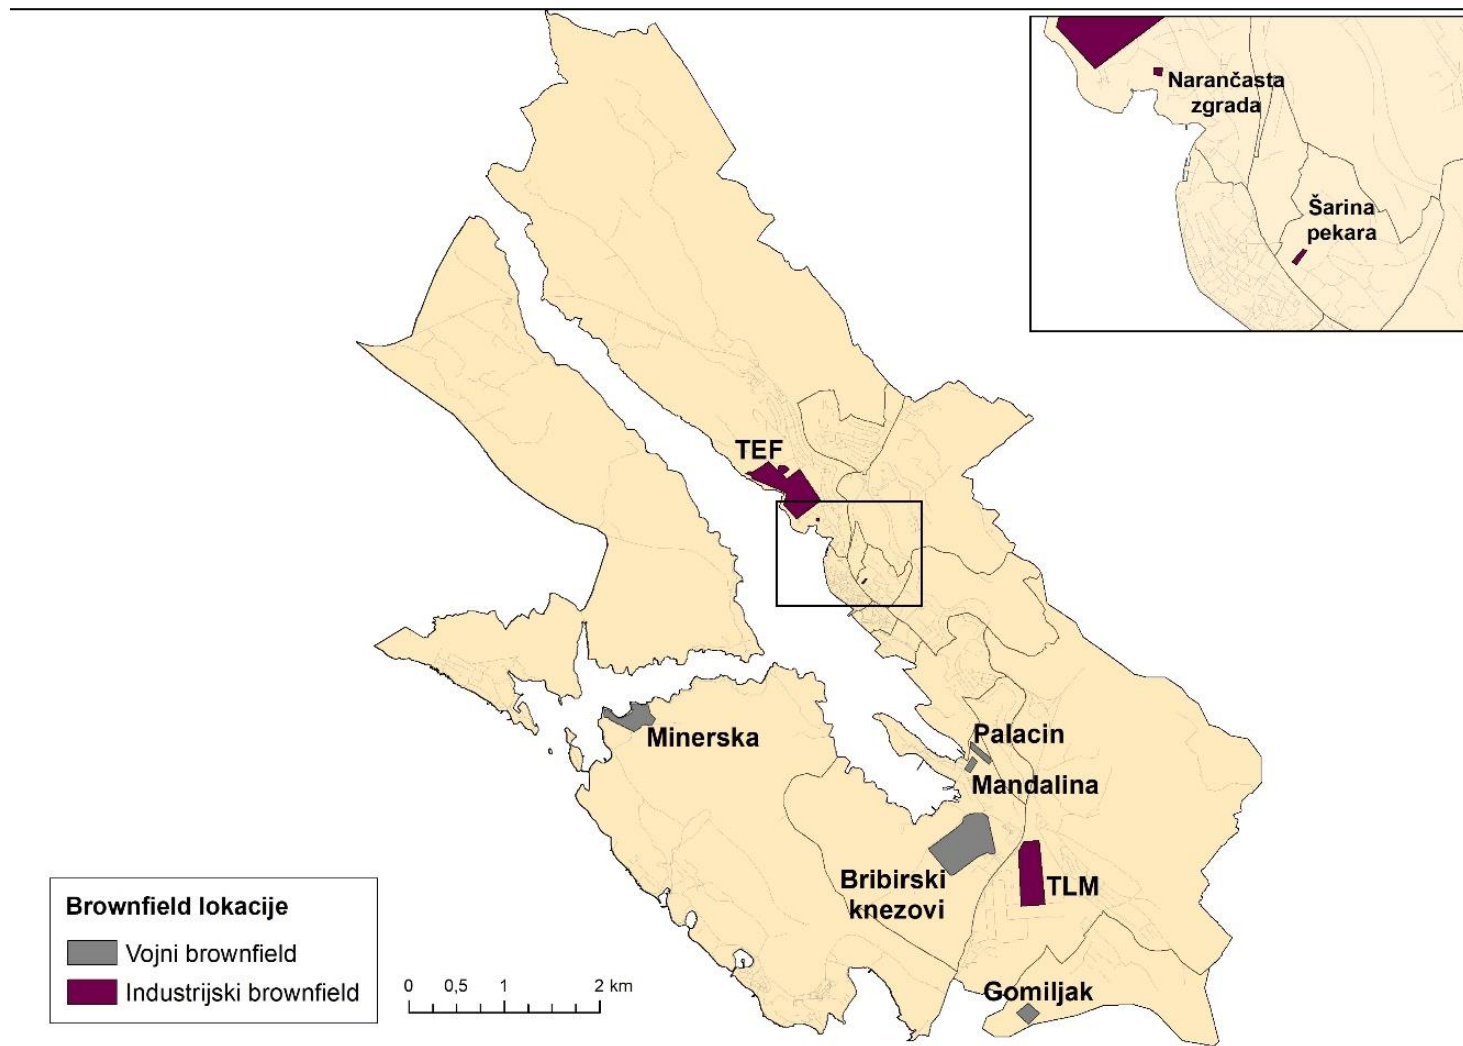 Narančasta
zgrada
Šarina
pekara
TEF
Minerska
Palacin
Mandalina
Bribirski
knezovi
TLM
Gomiljak
Brownfield lokacije
Vojni brownfield
Industrijski brownfield
0 0,5 1 2 km